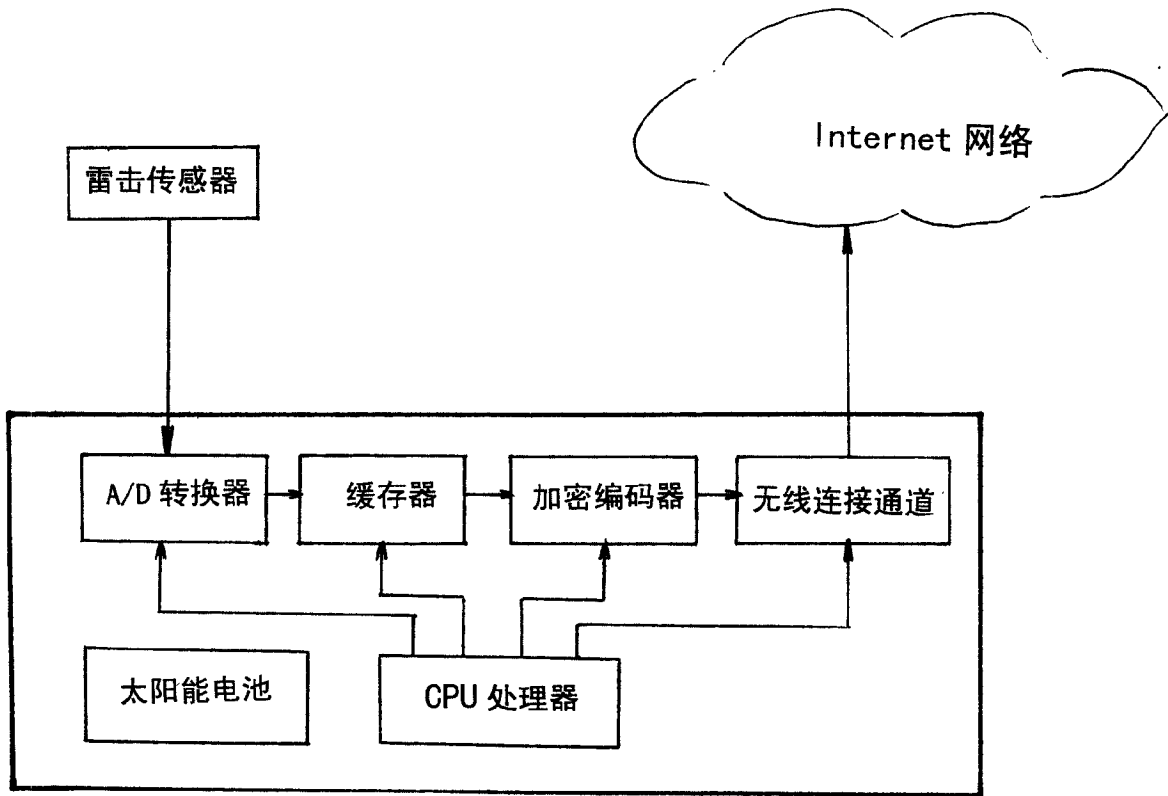 Internet 网络
雷击传感器
A/D 转换器
缓存器
加密编码器
无线连接通道
太阳能电池
CPU 处理器